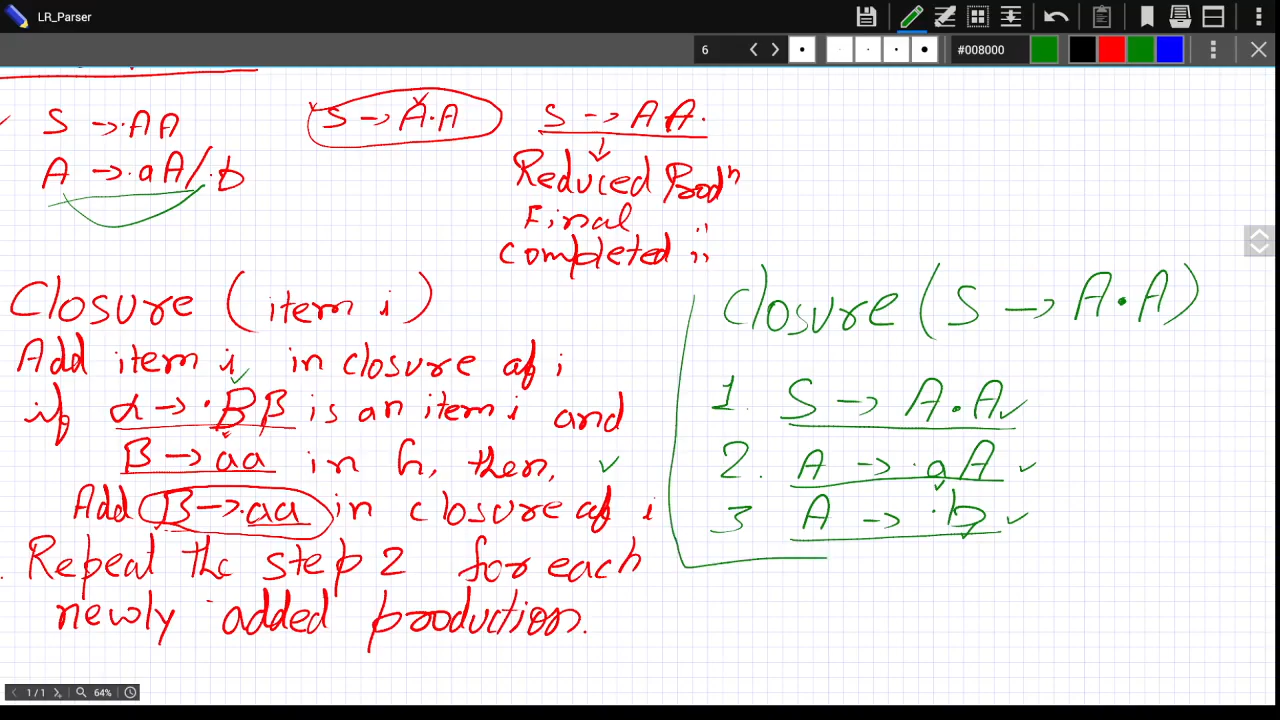 LR_Parser
6
#008000
S → .AA
S → A.A
S → AA.
A → .aA/.b
Reduced Prodⁿ
Final
Completed ii
Closure (item i)
Add item i in closure of i
if α → .Bβ is an item i and
B → aa in G, then,
Add B → .aa in closure of i
Repeat the step 2 for each
newly added production.
Closure (S → A.A)
1. S → A.A
2. A → .aA
3 A → .b
1/1
64%